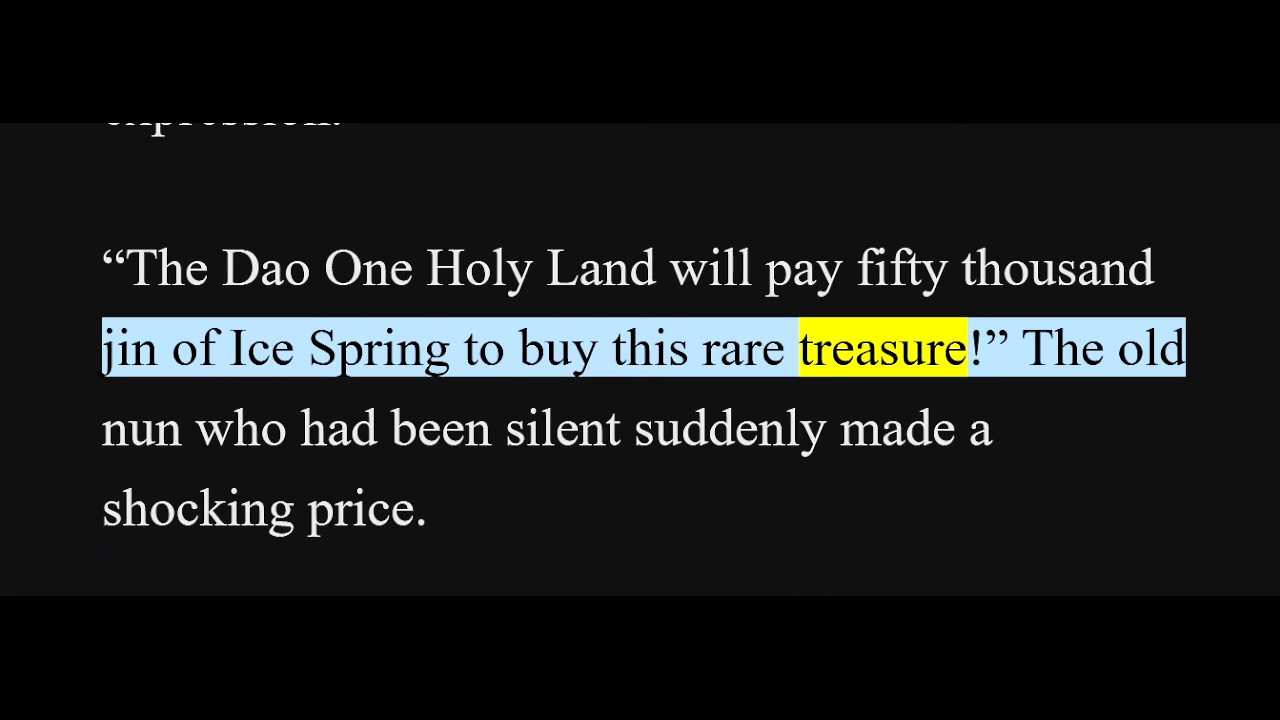 expression.
“The Dao One Holy Land will pay fifty thousand
jin of Ice Spring to buy this rare treasure!” The old
nun who had been silent suddenly made a
shocking price.